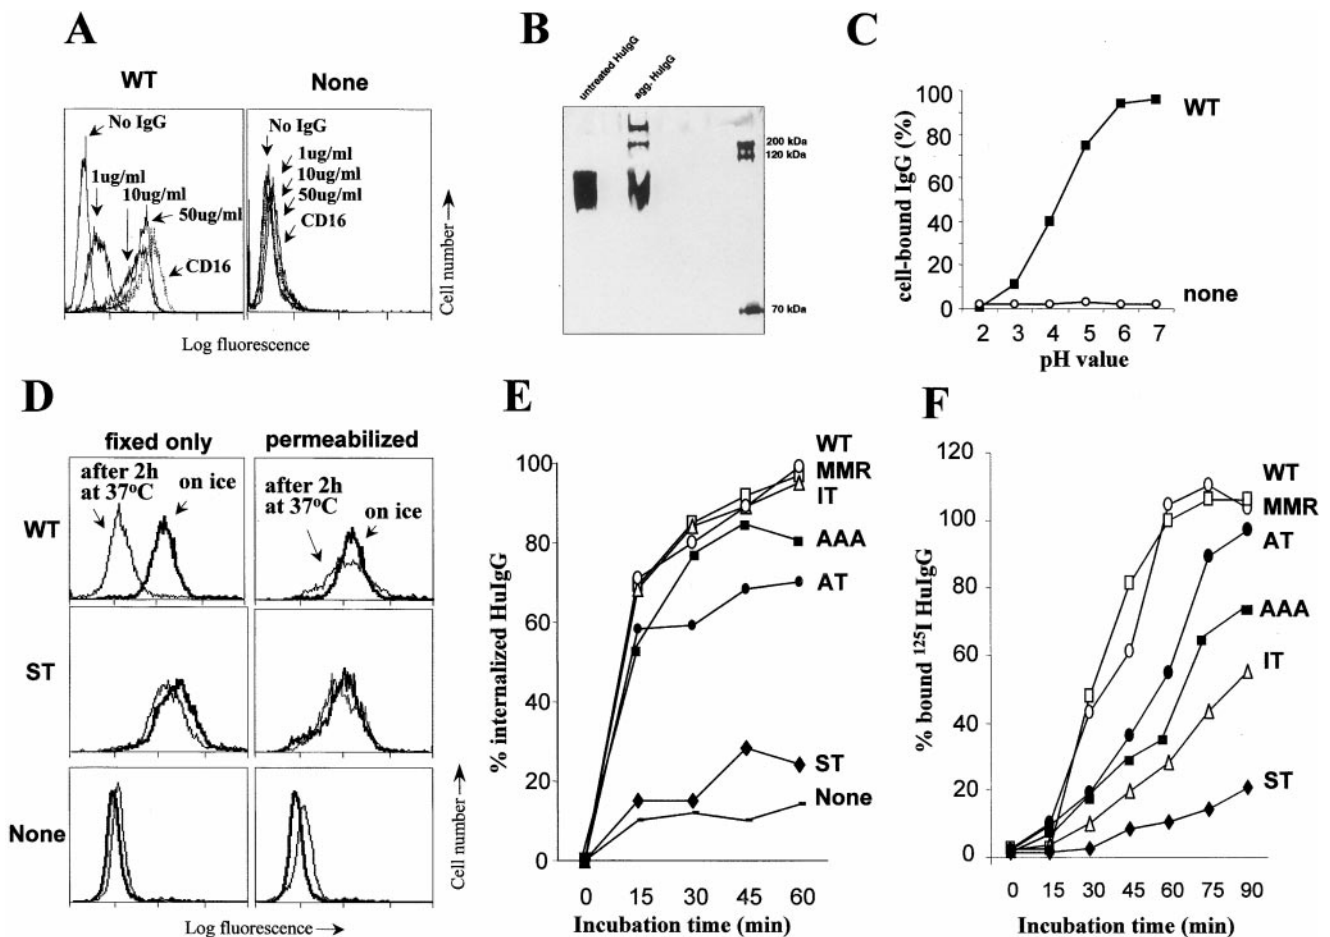 A
WT
None
No IgG
1ug/ml
10ug/ml
50ug/ml
CD16
No IgG
1ug/ml
10ug/ml
50ug/ml
CD16
Cell number
Log fluorescence
B
untreated HuIgG
agg. HuIgG
200 kDa
120 kDa
70 kDa
C
cell-bound IgG (%)
100
80
60
40
20
0
2 3 4 5 6 7
pH value
WT
none
D
fixed only
permeabilized
after 2h
at 37°C
on ice
after 2h
at 37°C
on ice
WT
ST
None
Cell number
Log fluorescence
E
% internalized HuIgG
100
80
60
40
20
0
0 15 30 45 60
Incubation time (min)
WT
MMR
IT
AAA
AT
ST
None
F
% bound 125I HuIgG
120
100
80
60
40
20
0
0 15 30 45 60 75 90
Incubation time (min)
WT
MMR
AT
AAA
IT
ST